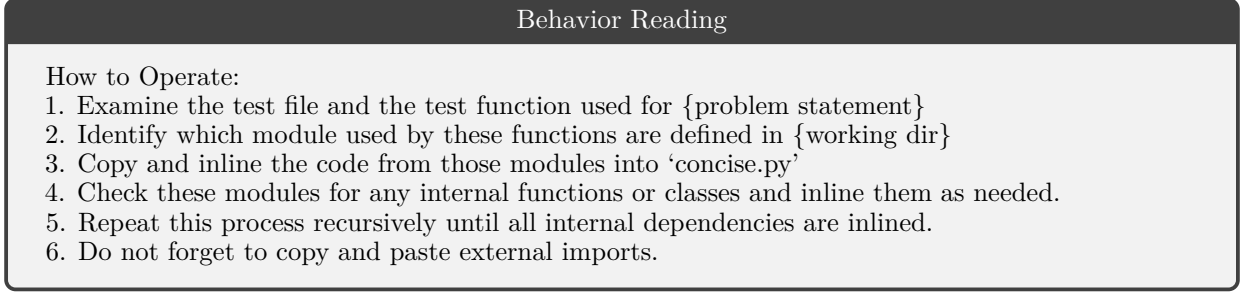 Behavior Reading
How to Operate:
1. Examine the test file and the test function used for {problem statement}
2. Identify which module used by these functions are defined in {working dir}
3. Copy and inline the code from those modules into ‘concise.py’
4. Check these modules for any internal functions or classes and inline them as needed.
5. Repeat this process recursively until all internal dependencies are inlined.
6. Do not forget to copy and paste external imports.